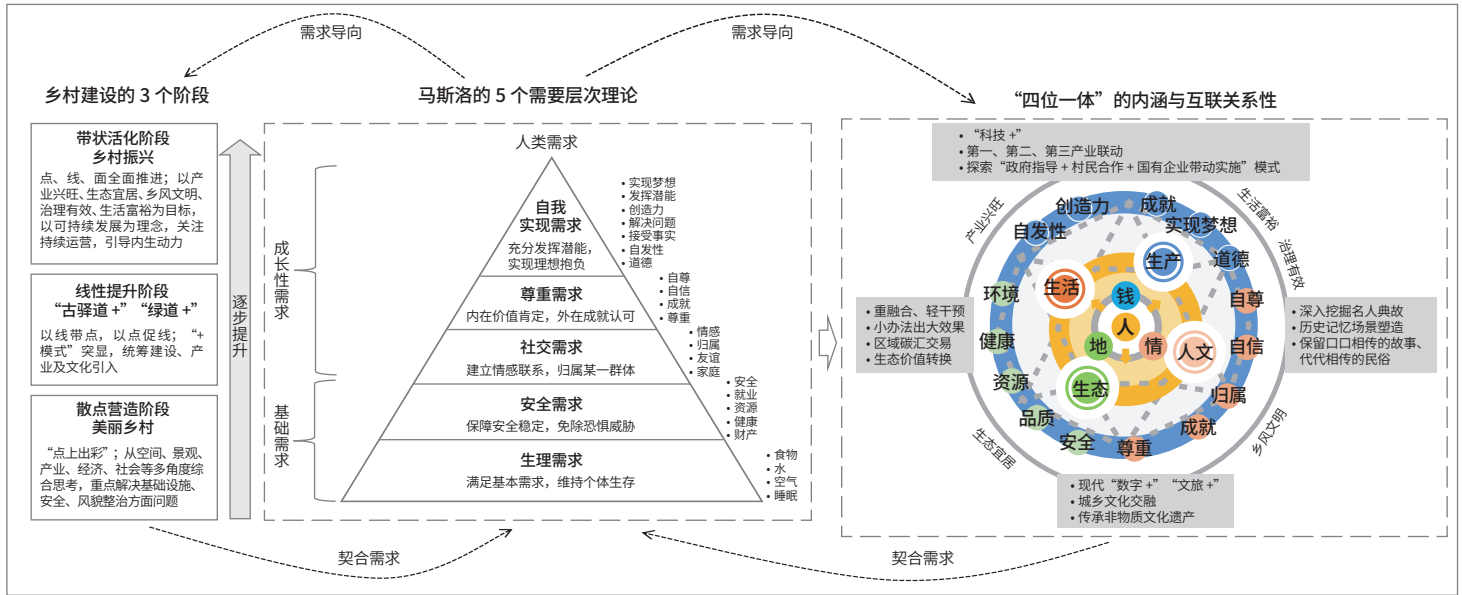 需求导向
需求导向
乡村建设的 3 个阶段
带状活化阶段
乡村振兴
点、线、面全面推进；以产
业兴旺、生态宜居、乡风文明、
治理有效、生活富裕为目标，
以可持续发展为理念，关注
持续运营，引导内生动力
线性提升阶段
“古驿道 +” “绿道 +”
以线带点，以点促线；“+
模式”突显，统筹建设、产
业及文化引入
散点营造阶段
美丽乡村
“点上出彩”；从空间、景观、
产业、经济、社会等多角度综
合思考，重点解决基础设施、
安全、风貌整治方面问题
逐步提升
马斯洛的 5 个需要层次理论
人类需求
成长性需求
基础需求
自我
实现需求
充分发挥潜能，
实现理想抱负
• 实现梦想
• 发挥潜能
• 创造力
• 解决问题
• 接受事实
• 自发性
• 道德
尊重需求
内在价值肯定，外在成就认可
• 自尊
• 自信
• 成就
• 尊重
社交需求
建立情感联系，归属某一群体
• 情感
• 归属
• 友谊
• 家庭
安全需求
保障安全稳定，免除恐惧威胁
• 安全
• 就业
• 资源
• 健康
• 财产
生理需求
满足基本需求，维持个体生存
• 食物
• 水
• 空气
• 睡眠
“四位一体”的内涵与互联关系性
• “科技 +”
• 第一、第二、第三产业联动
• 探索“政府指导 + 村民合作 + 国有企业带动实施”模式
产业兴旺
生活富裕
治理有效
乡风文明
生态宜居
创造力
成就
自发性
实现梦想
道德
环境
自尊
健康
自信
资源
归属
品质
成就
安全
尊重
生产
生活
人文
生态
钱
人
地
情
• 重融合、轻干预
• 小办法出大效果
• 区域碳汇交易
• 生态价值转换
• 深入挖掘名人典故
• 历史记忆场景塑造
• 保留口口相传的故事、
代代相传的民俗
• 现代“数字 +” “文旅 +”
• 城乡文化交融
• 传承非物质文化遗产
契合需求
契合需求